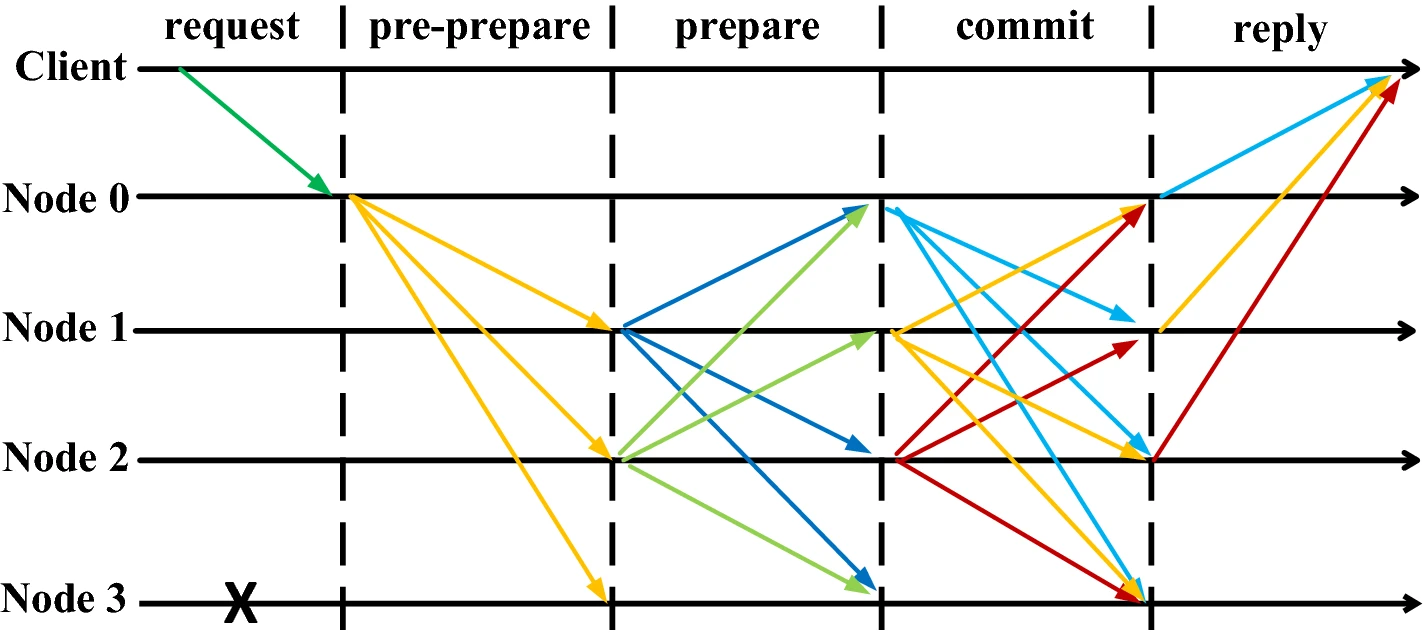 request pre-prepare prepare commit reply
Client
Node 0
Node 1
Node 2
Node 3 X